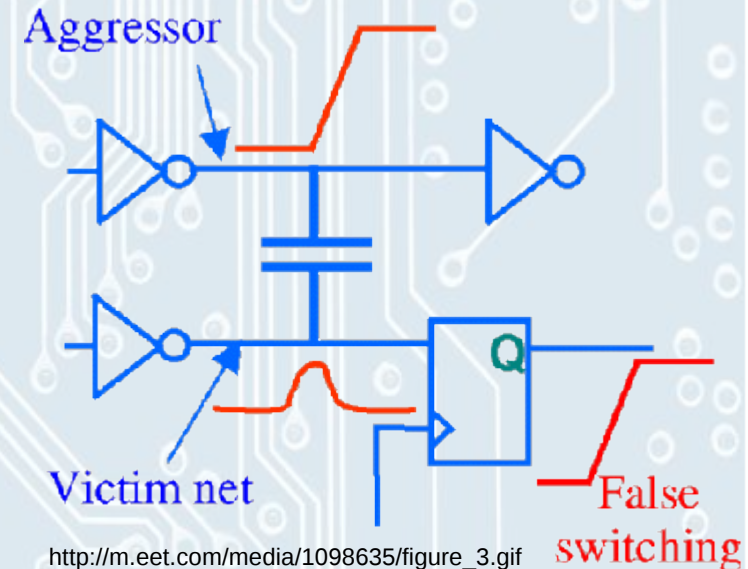 Aggressor
Q
Victim net
False
switching
http://m.eet.com/media/1098635/figure_3.gif